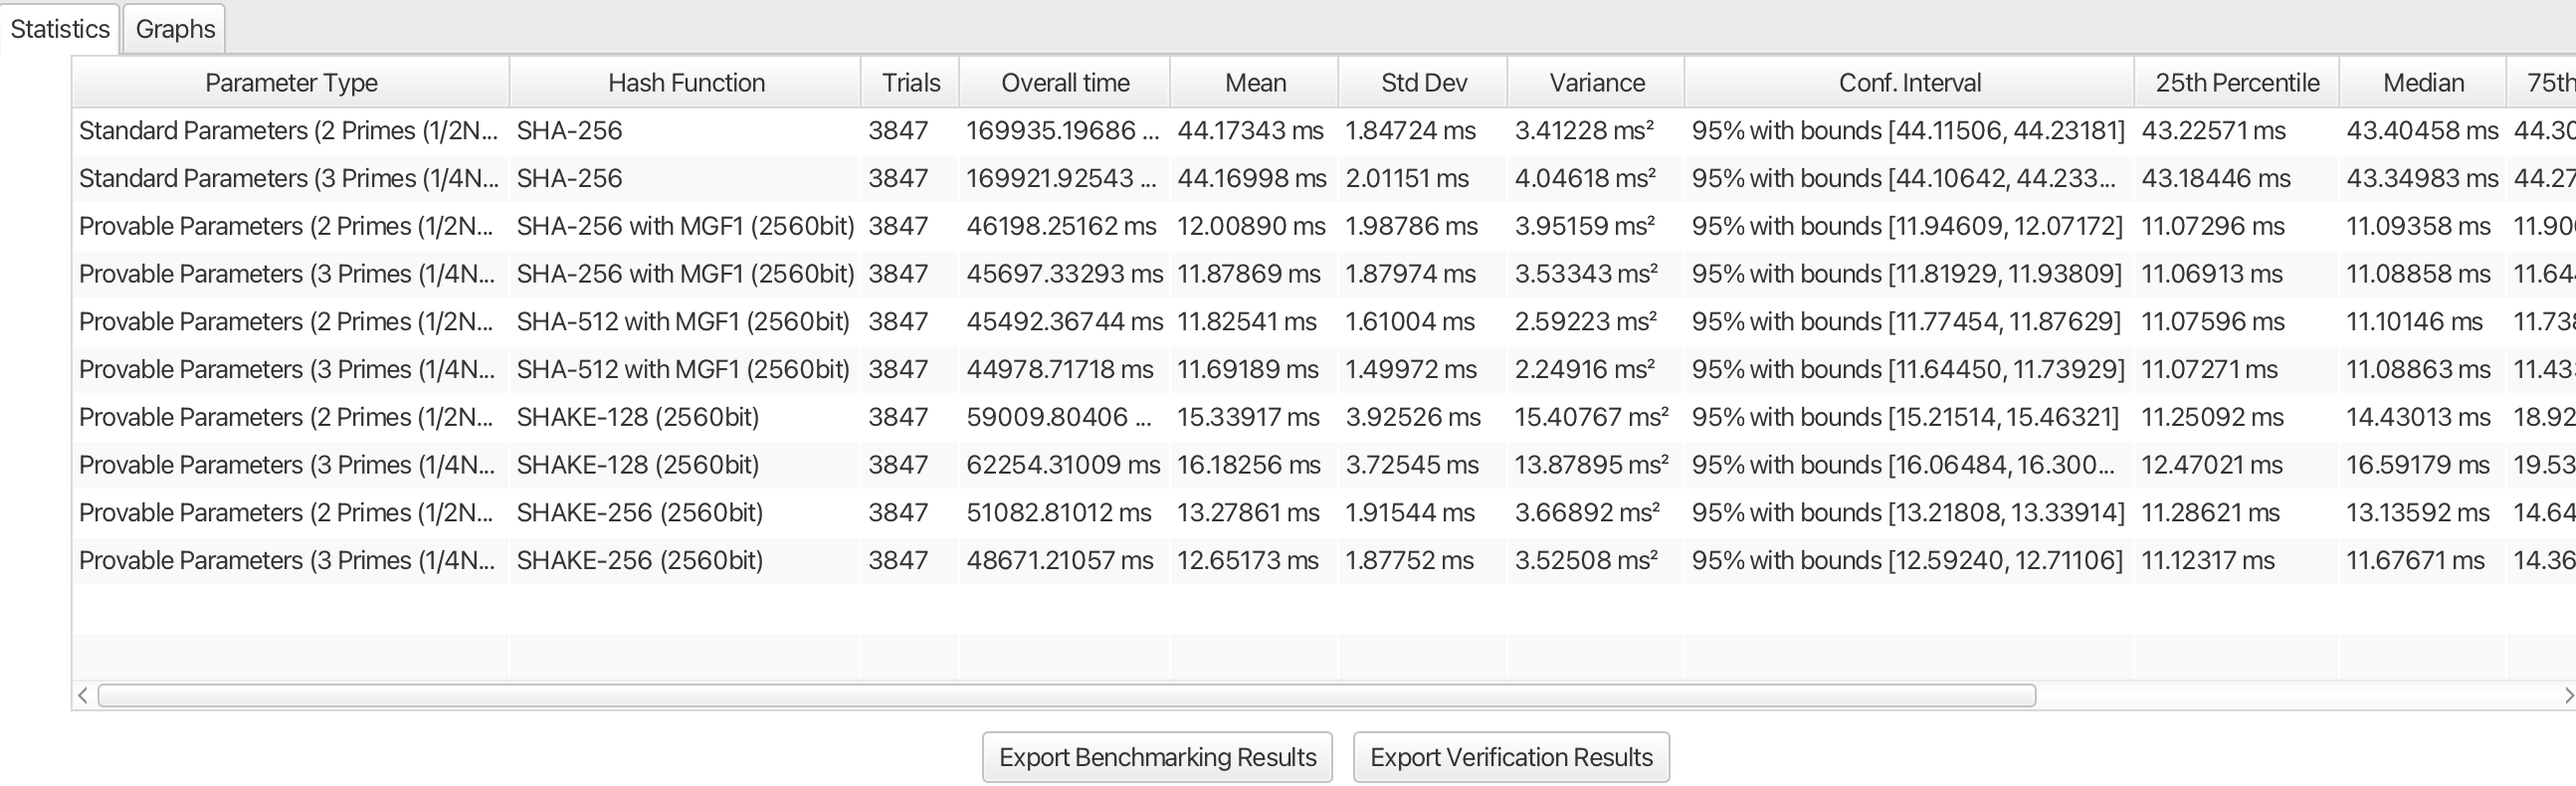 Statistics Graphs
Parameter Type Hash Function Trials Overall time Mean Std Dev Variance Conf. Interval 25th Percentile Median 75th
Standard Parameters (2 Primes (1/2N... SHA-256 3847 169935.19686 ... 44.17343 ms 1.84724 ms 3.41228 ms² 95% with bounds [44.11506, 44.23181] 43.22571 ms 43.40458 ms 44.30
Standard Parameters (3 Primes (1/4N... SHA-256 3847 169921.92543 ... 44.16998 ms 2.01151 ms 4.04618 ms² 95% with bounds [44.10642, 44.233... 43.18446 ms 43.34983 ms 44.27
Provable Parameters (2 Primes (1/2N... SHA-256 with MGF1 (2560bit) 3847 46198.25162 ms 12.00890 ms 1.98786 ms 3.95159 ms² 95% with bounds [11.94609, 12.07172] 11.07296 ms 11.09358 ms 11.90
Provable Parameters (3 Primes (1/4N... SHA-256 with MGF1 (2560bit) 3847 45697.33293 ms 11.87869 ms 1.87974 ms 3.53343 ms² 95% with bounds [11.81929, 11.93809] 11.06913 ms 11.08858 ms 11.64
Provable Parameters (2 Primes (1/2N... SHA-512 with MGF1 (2560bit) 3847 45492.36744 ms 11.82541 ms 1.61004 ms 2.59223 ms² 95% with bounds [11.77454, 11.87629] 11.07596 ms 11.10146 ms 11.738
Provable Parameters (3 Primes (1/4N... SHA-512 with MGF1 (2560bit) 3847 44978.71718 ms 11.69189 ms 1.49972 ms 2.24916 ms² 95% with bounds [11.64450, 11.73929] 11.07271 ms 11.08863 ms 11.43
Provable Parameters (2 Primes (1/2N... SHAKE-128 (2560bit) 3847 59009.80406 ... 15.33917 ms 3.92526 ms 15.40767 ms² 95% with bounds [15.21514, 15.46321] 11.25092 ms 14.43013 ms 18.92
Provable Parameters (3 Primes (1/4N... SHAKE-128 (2560bit) 3847 62254.31009 ms 16.18256 ms 3.72545 ms 13.87895 ms² 95% with bounds [16.06484, 16.300... 12.47021 ms 16.59179 ms 19.53
Provable Parameters (2 Primes (1/2N... SHAKE-256 (2560bit) 3847 51082.81012 ms 13.27861 ms 1.91544 ms 3.66892 ms² 95% with bounds [13.21808, 13.33914] 11.28621 ms 13.13592 ms 14.64
Provable Parameters (3 Primes (1/4N... SHAKE-256 (2560bit) 3847 48671.21057 ms 12.65173 ms 1.87752 ms 3.52508 ms² 95% with bounds [12.59240, 12.71106] 11.12317 ms 11.67671 ms 14.36
Export Benchmarking Results Export Verification Results